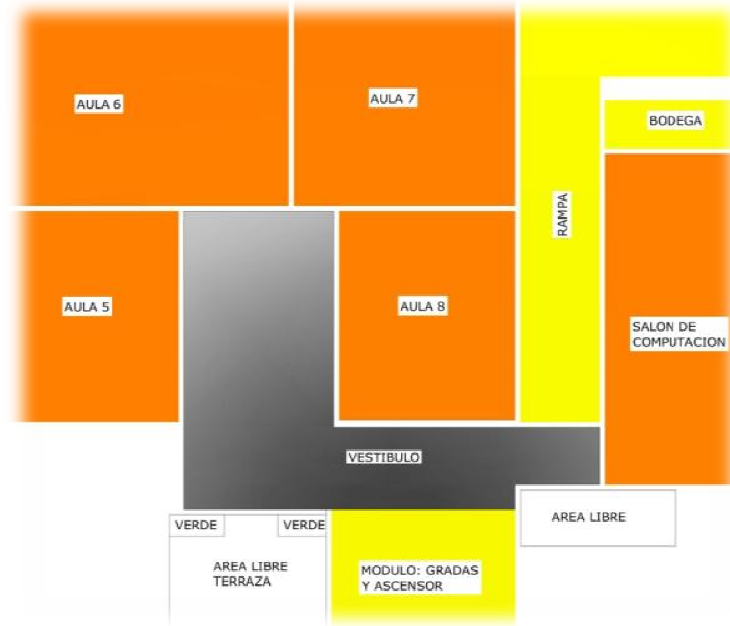 AULA 6
AULA 7
BODEGA
RAMPA
AULA 5
AULA 8
SALON DE
COMPUTACION
VESTIBULO
AREA LIBRE
VERDE
VERDE
AREA LIBRE
TERRAZA
MODULO: GRADAS
Y ASCENSOR